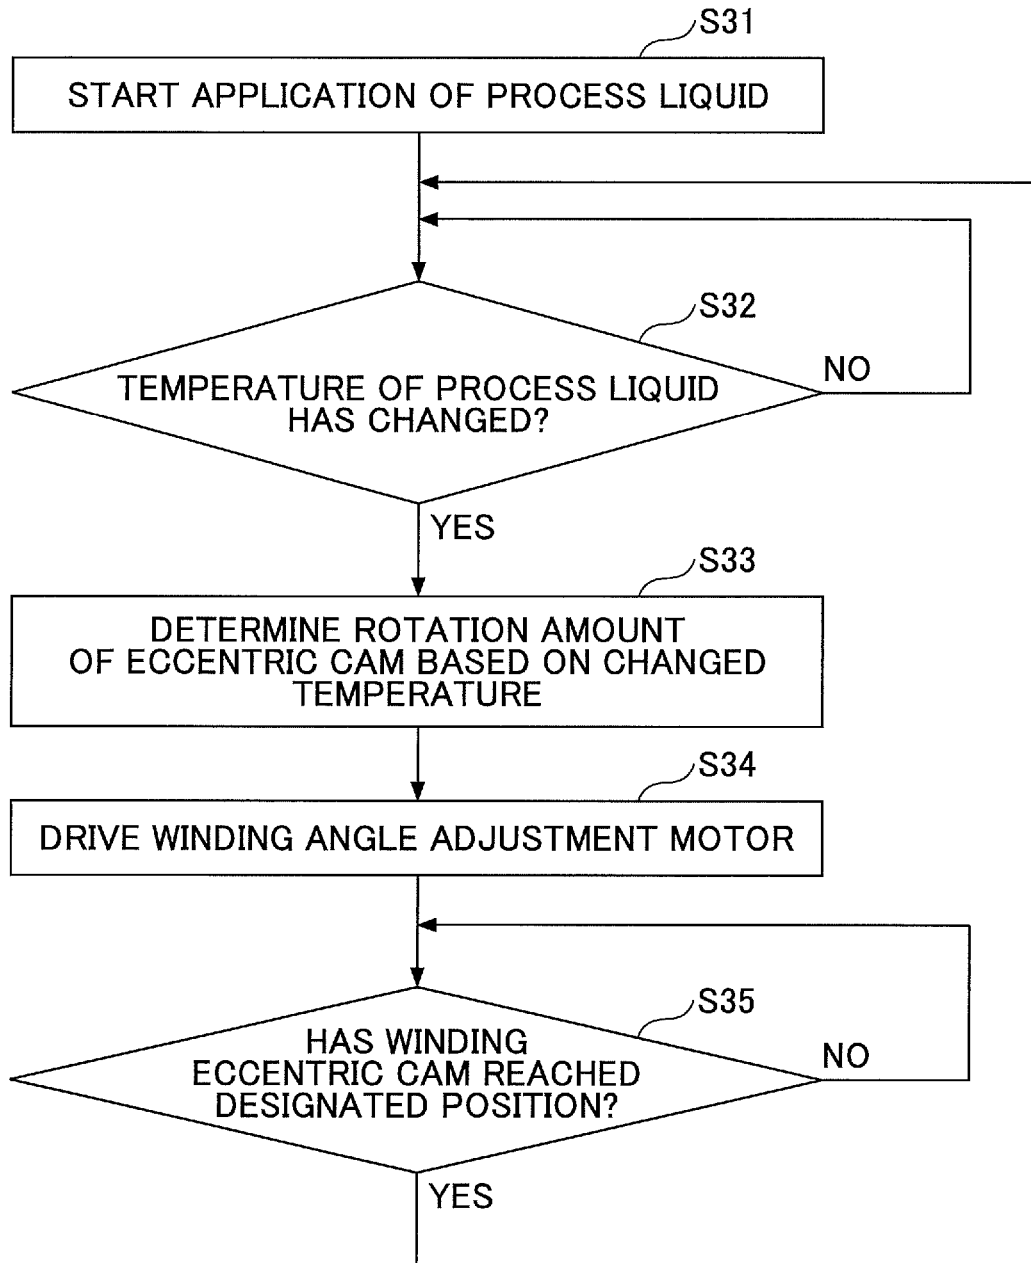 S31
START APPLICATION OF PROCESS LIQUID
S32
TEMPERATURE OF PROCESS LIQUID
HAS CHANGED?
NO
YES
S33
DETERMINE ROTATION AMOUNT
OF ECCENTRIC CAM BASED ON CHANGED
TEMPERATURE
S34
DRIVE WINDING ANGLE ADJUSTMENT MOTOR
S35
HAS WINDING
ECCENTRIC CAM REACHED
DESIGNATED POSITION?
NO
YES